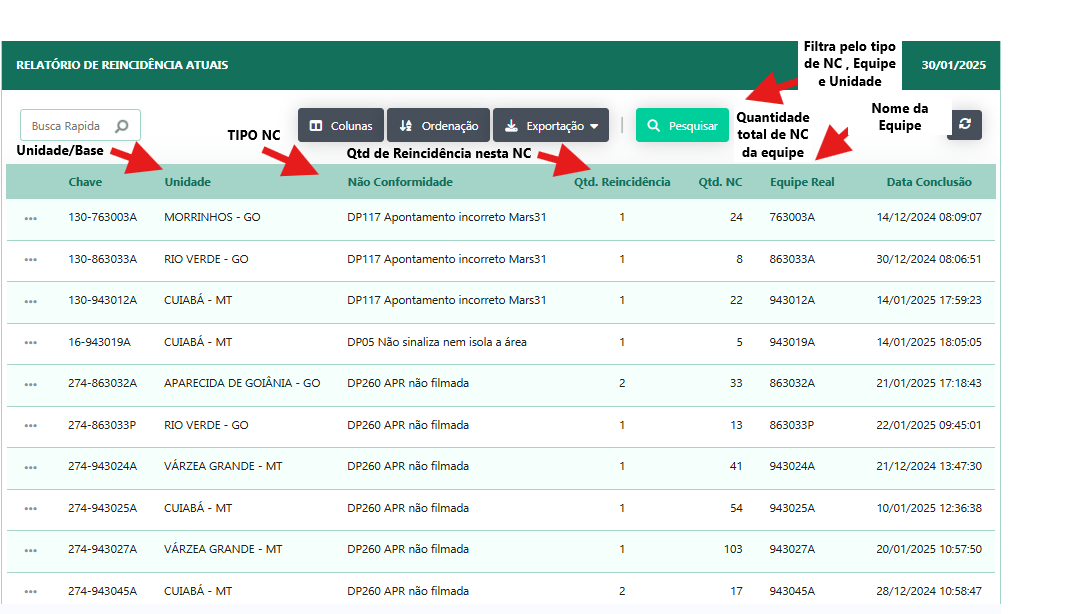 Filtra pelo tipo
de NC , Equipe
e Unidade
RELATÓRIO DE REINCIDÊNCIA ATUAIS
30/01/2025
Busca Rapida
Colunas
Ordenação
Exportação
Pesquisar
Quantidade
total de NC
da equipe
Nome da
Equipe
TIPO NC
Unidade/Base
Qtd de Reincidência nesta NC
Chave Unidade Não Conformidade Qtd. Reincidência Qtd. NC Equipe Real Data Conclusão
130-763003A MORRINHOS - GO DP117 Apontamento incorreto Mars31 1 24 763003A 14/12/2024 08:09:07
130-863033A RIO VERDE - GO DP117 Apontamento incorreto Mars31 1 8 863033A 30/12/2024 08:06:51
130-943012A CUIABÁ - MT DP117 Apontamento incorreto Mars31 1 22 943012A 14/01/2025 17:59:23
16-943019A CUIABÁ - MT DP05 Não sinaliza nem isola a área 1 5 943019A 14/01/2025 18:05:05
274-863032A APARECIDA DE GOIÂNIA - GO DP260 APR não filmada 2 33 863032A 21/01/2025 17:18:43
274-863033P RIO VERDE - GO DP260 APR não filmada 1 13 863033P 22/01/2025 09:45:01
274-943024A VÁRZEA GRANDE - MT DP260 APR não filmada 1 41 943024A 21/12/2024 13:47:30
274-943025A CUIABÁ - MT DP260 APR não filmada 1 54 943025A 10/01/2025 12:36:38
274-943027A VÁRZEA GRANDE - MT DP260 APR não filmada 1 103 943027A 20/01/2025 10:57:50
274-943045A CUIABÁ - MT DP260 APR não filmada 2 17 943045A 28/12/2024 10:58:47